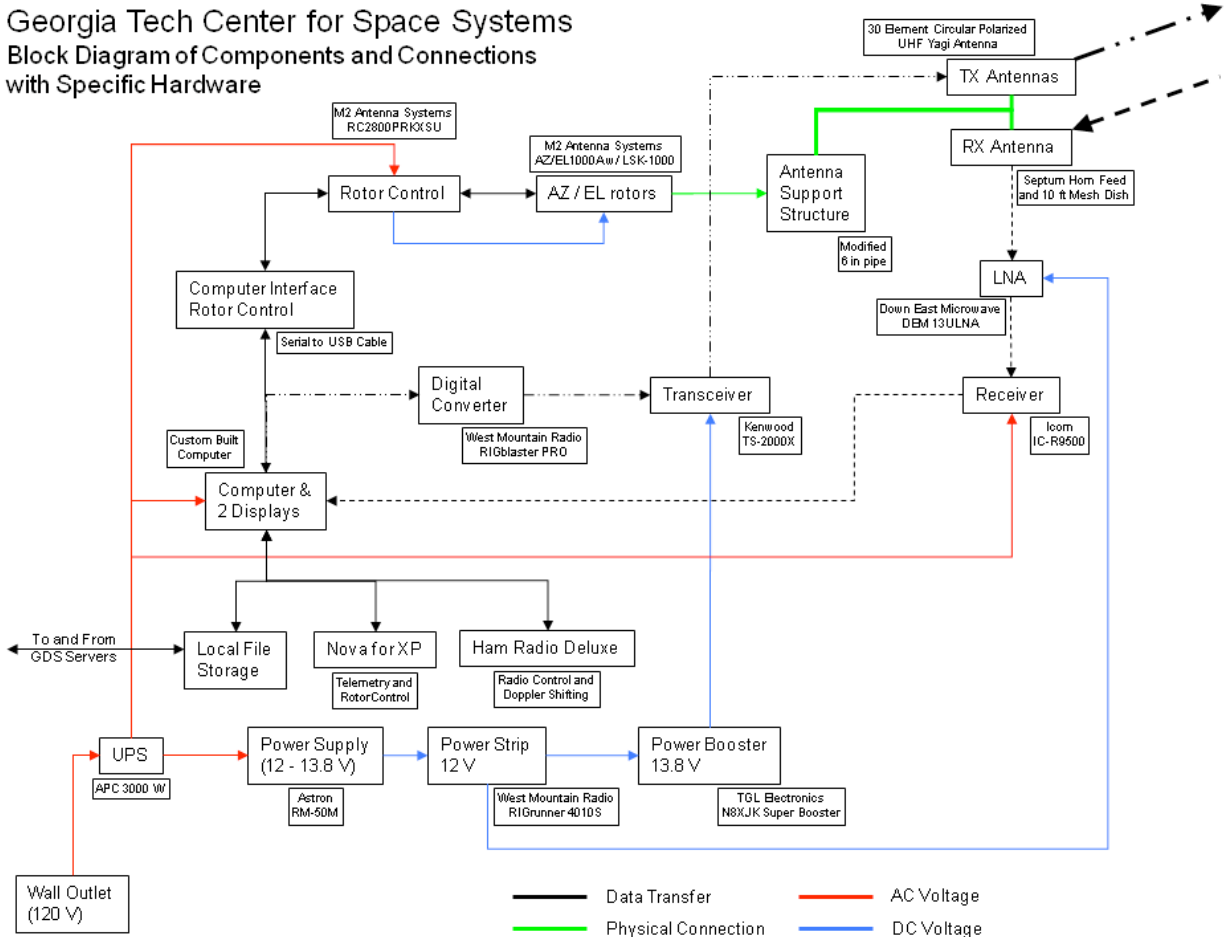 Georgia Tech Center for Space Systems
Block Diagram of Components and Connections
with Specific Hardware
30 Element Circular Polarized
UHF Yagi Antenna
TX Antennas
M2 Antenna Systems
RC2800PRKXSU
M2 Antenna Systems
AZ/EL1000Aw / LSK-1000
RX Antenna
Rotor Control
AZ / EL rotors
Antenna
Support
Structure
Septum Horn Feed
and 10 ft Mesh Dish
Modified
6 in pipe
Computer Interface
Rotor Control
LNA
Serial to USB Cable
Down East Microwave
DEM 13ULNA
Digital
Converter
Transceiver
Receiver
West Mountain Radio
RIGblaster PRO
Kenwood
TS-2000X
Icom
IC-R9500
Custom Built
Computer
Computer &
2 Displays
To and From
GDS Servers
Local File
Storage
Nova for XP
Ham Radio Deluxe
Telemetry and
RotorControl
Radio Control and
Doppler Shifting
UPS
Power Supply
(12 - 13.8 V)
Power Strip
12 V
Power Booster
13.8 V
APC 3000 W
Astron
RM-50M
West Mountain Radio
RIGrunner 4010S
TGL Electronics
N8XJK Super Booster
Wall Outlet
(120 V)
Data Transfer
AC Voltage
Physical Connection
DC Voltage